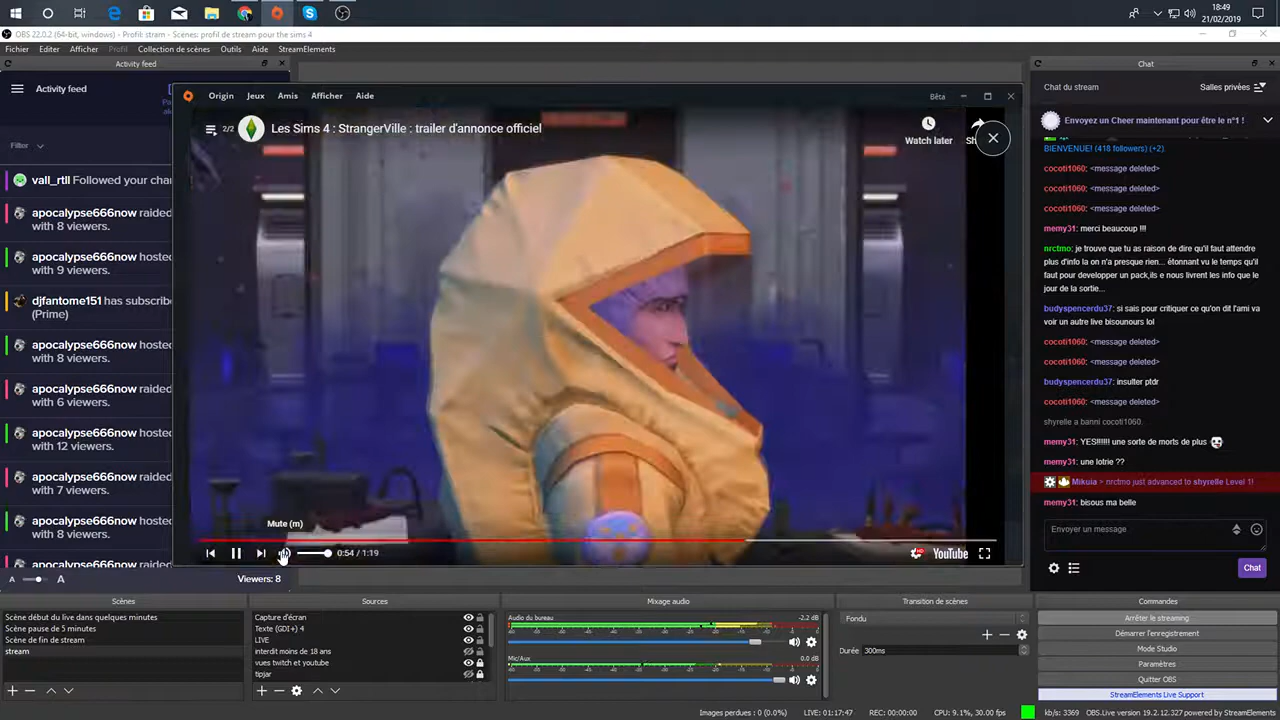 18:49
21/02/2019
OBS 22.0.2 (64-bit, windows) - Profil: stram - Scènes: profil de stream pour the sims 4
Fichier Editer Afficher Profil Collection de scènes Outils Aide StreamElements
Activity feed
Activity feed
Filter
vall_rtll Followed your chan
apocalypse666now raided
with 8 viewers.
apocalypse666now hosted
with 9 viewers.
djfantome151 has subscribe
(Prime)
apocalypse666now hosted
with 8 viewers.
apocalypse666now raided
with 6 viewers.
apocalypse666now hosted
with 12 viewers.
apocalypse666now raided
with 7 viewers.
apocalypse666now hosted
with 8 viewers.
apocalypse666now raided
A A Viewers: 8
Origin Jeux Amis Afficher Aide
Bêta
2/2 Les Sims 4 : StrangerVille : trailer d'annonce officiel
Watch later
Mute (m)
0:54 / 1:19
HD
YouTube
Chat
Chat du stream Salles privées
Envoyez un Cheer maintenant pour être le n°1 !
BIENVENUE! (418 followers) (+2)
cocoti1060: <message deleted>
cocoti1060: <message deleted>
cocoti1060: <message deleted>
memy31: merci beaucoup !!!
nrctmo: je trouve que tu as raison de dire qu'il faut attendre
plus d'info la on n'a presque rien... étonnant vu le temps qu'il
faut pour developper un pack,ils e nous livrent les info que le
jour de la sortie...
budyspencerdu37: si sais pour critiquer ce qu'on dit l'ami va
voir un autre live bisounours lol
cocoti1060: <message deleted>
cocoti1060: <message deleted>
budyspencerdu37: insulter ptdr
cocoti1060: <message deleted>
shyrelle a banni cocoti1060.
memy31: YES!!!!!!! une sorte de morts de plus
memy31: une lotrie ??
Mikuia > nrctmo just advanced to shyrelle Level 1!
memy31: bisous ma belle
Envoyer un message
Chat
Scènes
Scène début du live dans quelques minutes
Scène pause de 5 minutes
Scène de fin de stream
stream
Sources
Capture d'écran
Texte (GDI+) 4
LIVE
interdit moins de 18 ans
vues twitch et youtube
tipjar
Mixage audio
Audio du bureau -2.2 dB
Mic/Aux 0.0 dB
Transition de scènes
Fondu
Durée 300ms
Commandes
Arrêter le streaming
Démarrer l'enregistrement
Mode Studio
Paramètres
Quitter OBS
StreamElements Live Support
Images perdues : 0 (0.0%) LIVE: 01:17:47 REC: 00:00:00 CPU: 9.1%, 30.00 fps kb/s: 3369 OBS.Live version 19.2.12.327 powered by StreamElements